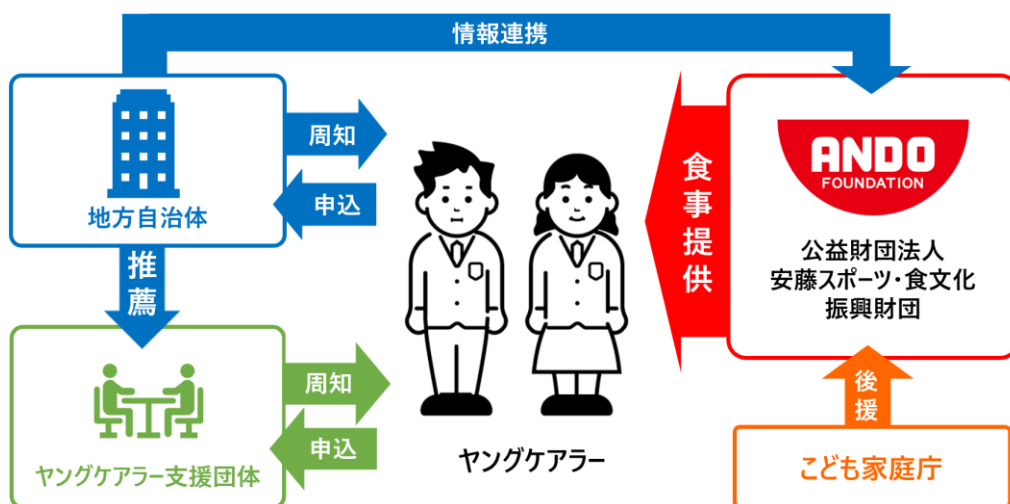 情報連携
地方自治体
周知
申込
推薦
ヤングケアラー支援団体
周知
申込
ヤングケアラー
食事提供
ANDO
FOUNDATION
公益財団法人
安藤スポーツ・食文化
振興財団
後援
こども家庭庁